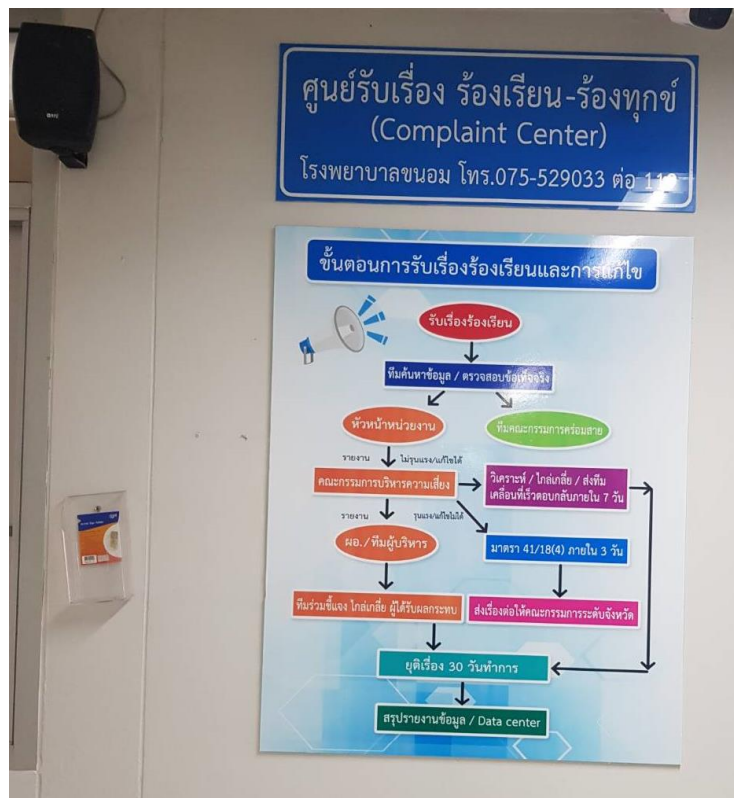 ศูนย์รับเรื่อง ร้องเรียน-ร้องทุกข์
(Complaint Center)
โรงพยาบาลขนอม โทร.075-529033 ต่อ
ขั้นตอนการรับเรื่องร้องเรียนและการแก้ไข
รับเรื่องร้องเรียน
ทีมค้นหาข้อมูล / ตรวจสอบข้อเท็จจริง
หัวหน้าหน่วยงาน
ทีมคณะกรรมการคร่อมสาย
รายงาน ไม่รุนแรง/แก้ไขได้
คณะกรรมการบริหารความเสี่ยง
วิเคราะห์ / ไกล่เกลี่ย / ส่งทีม
เคลื่อนที่เร็วตอบกลับภายใน 7 วัน
รายงาน รุนแรง/แก้ไขไม่ได้
ผอ./ทีมผู้บริหาร
มาตรา 41/18(4) ภายใน 3 วัน
ทีมร่วมชี้แจง ไกล่เกลี่ย ผู้ได้รับผลกระทบ
ส่งเรื่องต่อให้คณะกรรมการระดับจังหวัด
ยุติเรื่อง 30 วันทำการ
สรุปรายงานข้อมูล / Data center